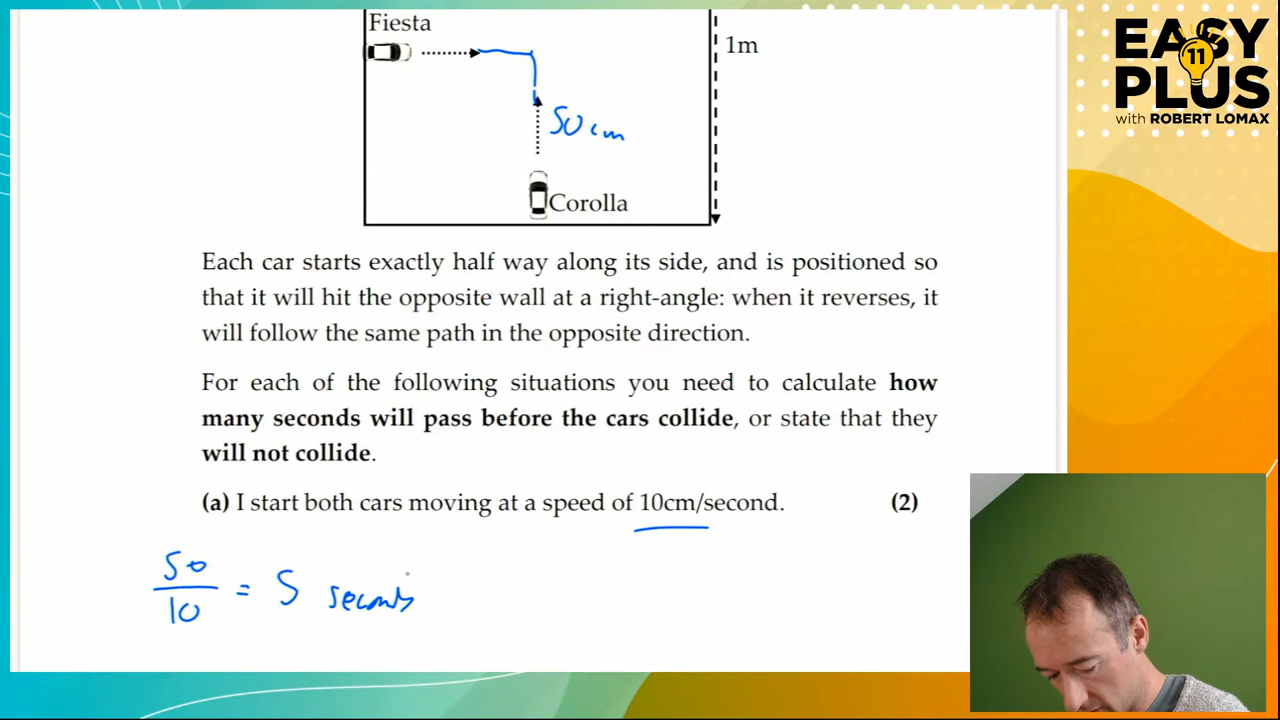 Fiesta
1m
50cm
Corolla
EASY
11
PLUS
with ROBERT LOMAX
Each car starts exactly half way along its side, and is positioned so
that it will hit the opposite wall at a right-angle: when it reverses, it
will follow the same path in the opposite direction.
For each of the following situations you need to calculate how
many seconds will pass before the cars collide, or state that they
will not collide.
(a) I start both cars moving at a speed of 10cm/second. (2)
50
10
= 5 seconds